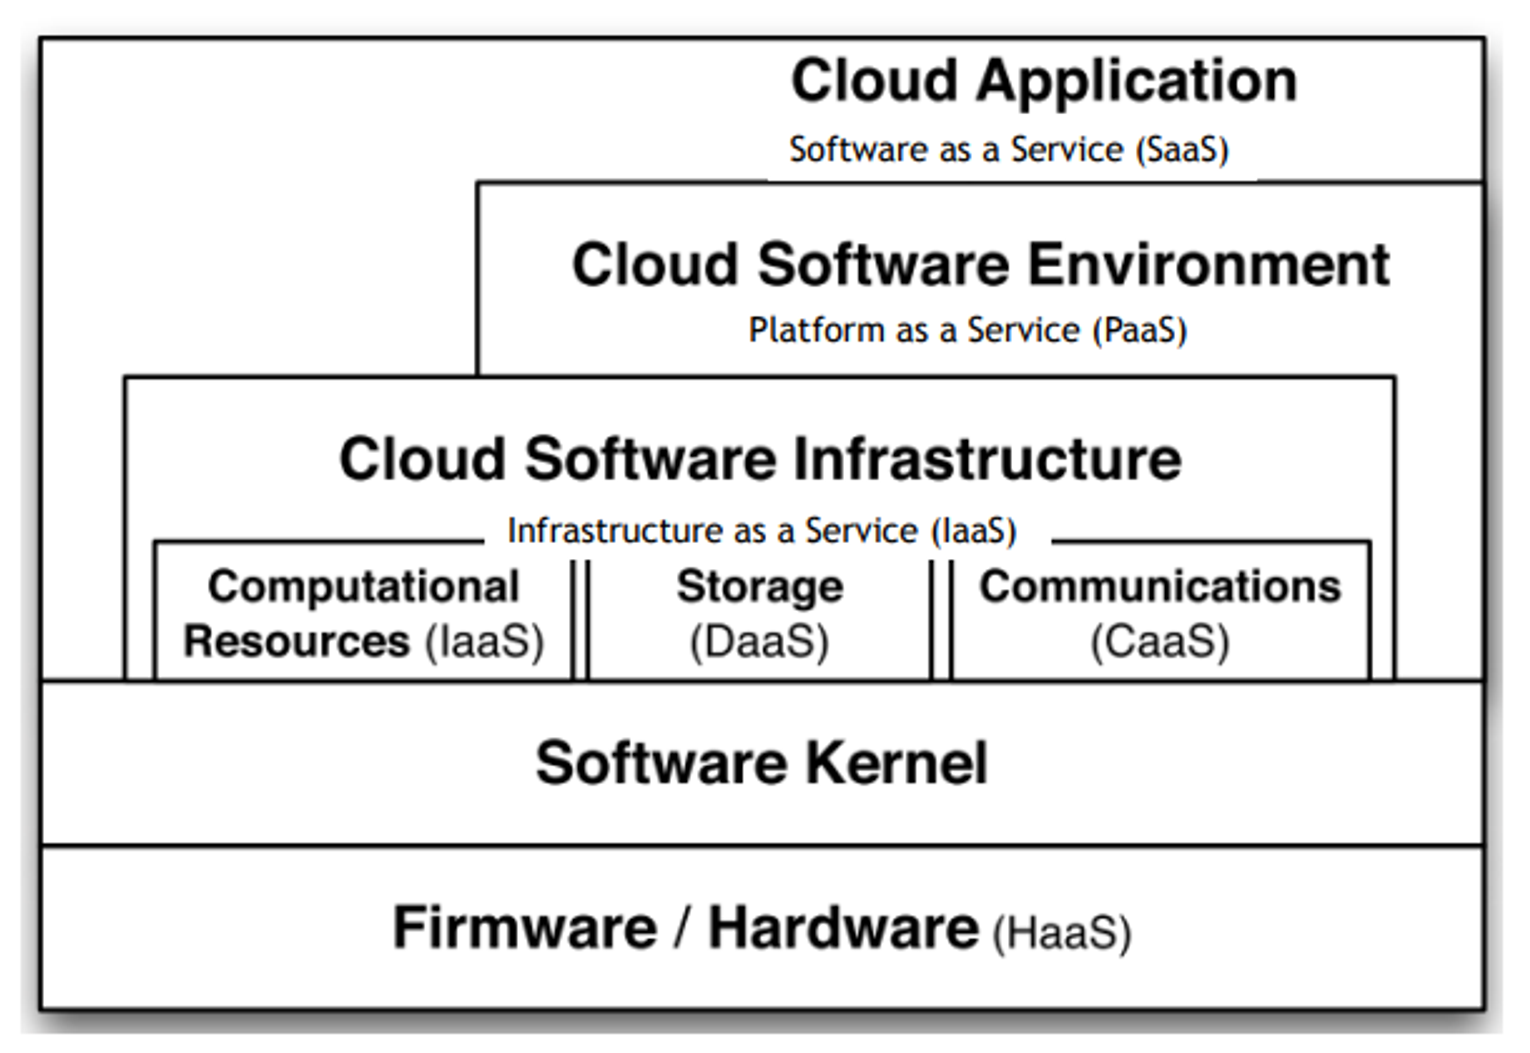 Cloud Application
Software as a Service (SaaS)
Cloud Software Environment
Platform as a Service (PaaS)
Cloud Software Infrastructure
Infrastructure as a Service (IaaS)
Computational
Resources (IaaS)
Storage
(DaaS)
Communications
(CaaS)
Software Kernel
Firmware / Hardware (HaaS)